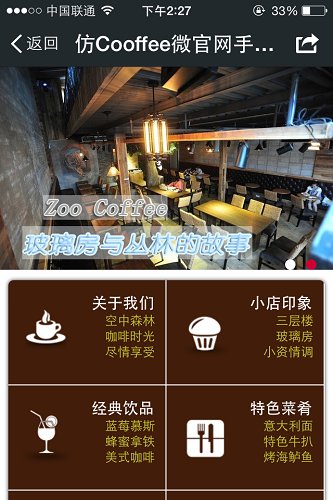 中国联通 下午2:27 33%
返回 仿Cooffee微官网手...
Zoo Coffee
玻璃房与丛林的故事
关于我们
空中森林
咖啡时光
尽情享受
小店印象
三层楼
玻璃房
小资情调
经典饮品
蓝莓慕斯
蜂蜜拿铁
美式咖啡
特色菜肴
意大利面
特色牛扒
烤海鲈鱼